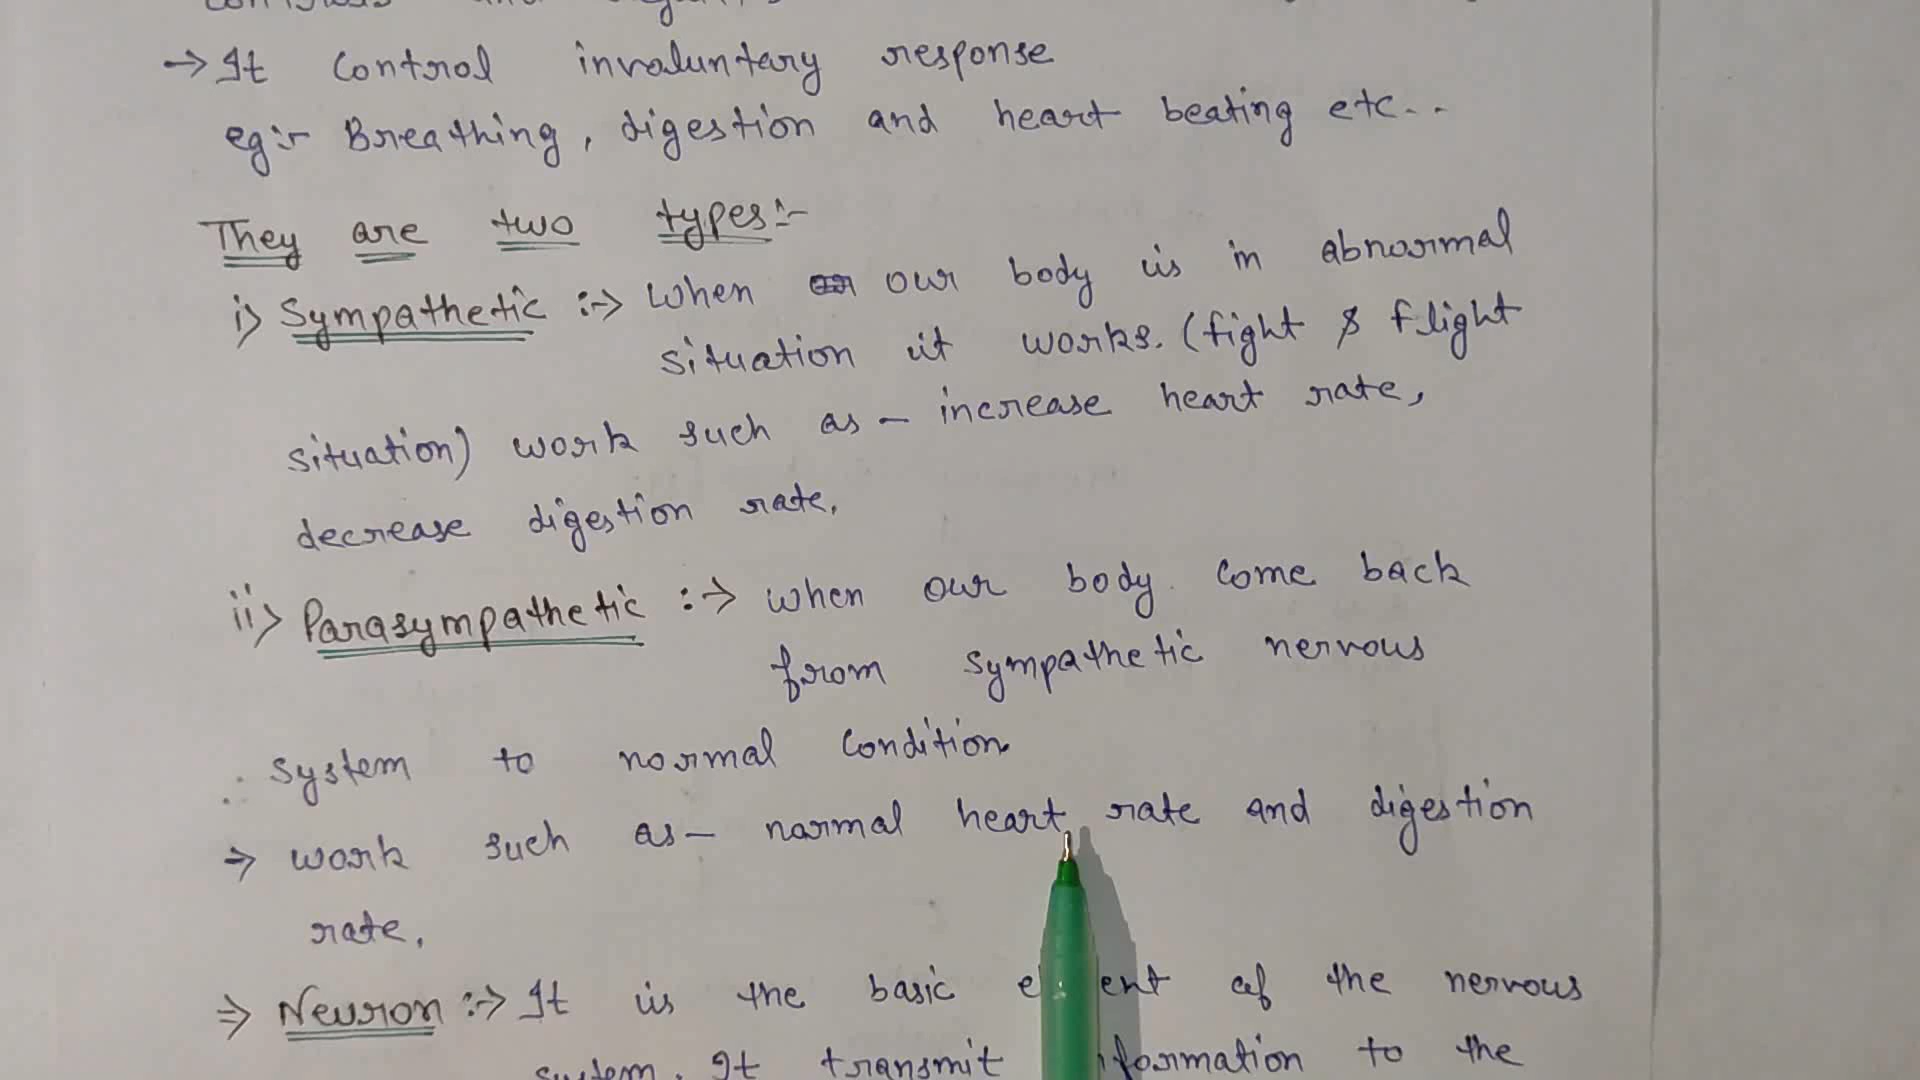 → It control involuntary response
eg:- Breathing, digestion and heart beating etc..
They are two types:-
i) Sympathetic :→ When our body is in abnormal
situation it works. (fight & flight
situation) work such as - increase heart rate,
decrease digestion rate.
ii) Parasympathetic :→ When our body come back
from sympathetic nervous
system to normal condition
→ work such as - normal heart rate and digestion
rate.
⇒ Neuron :→ It is the basic of the nervous
system. It transmit to the